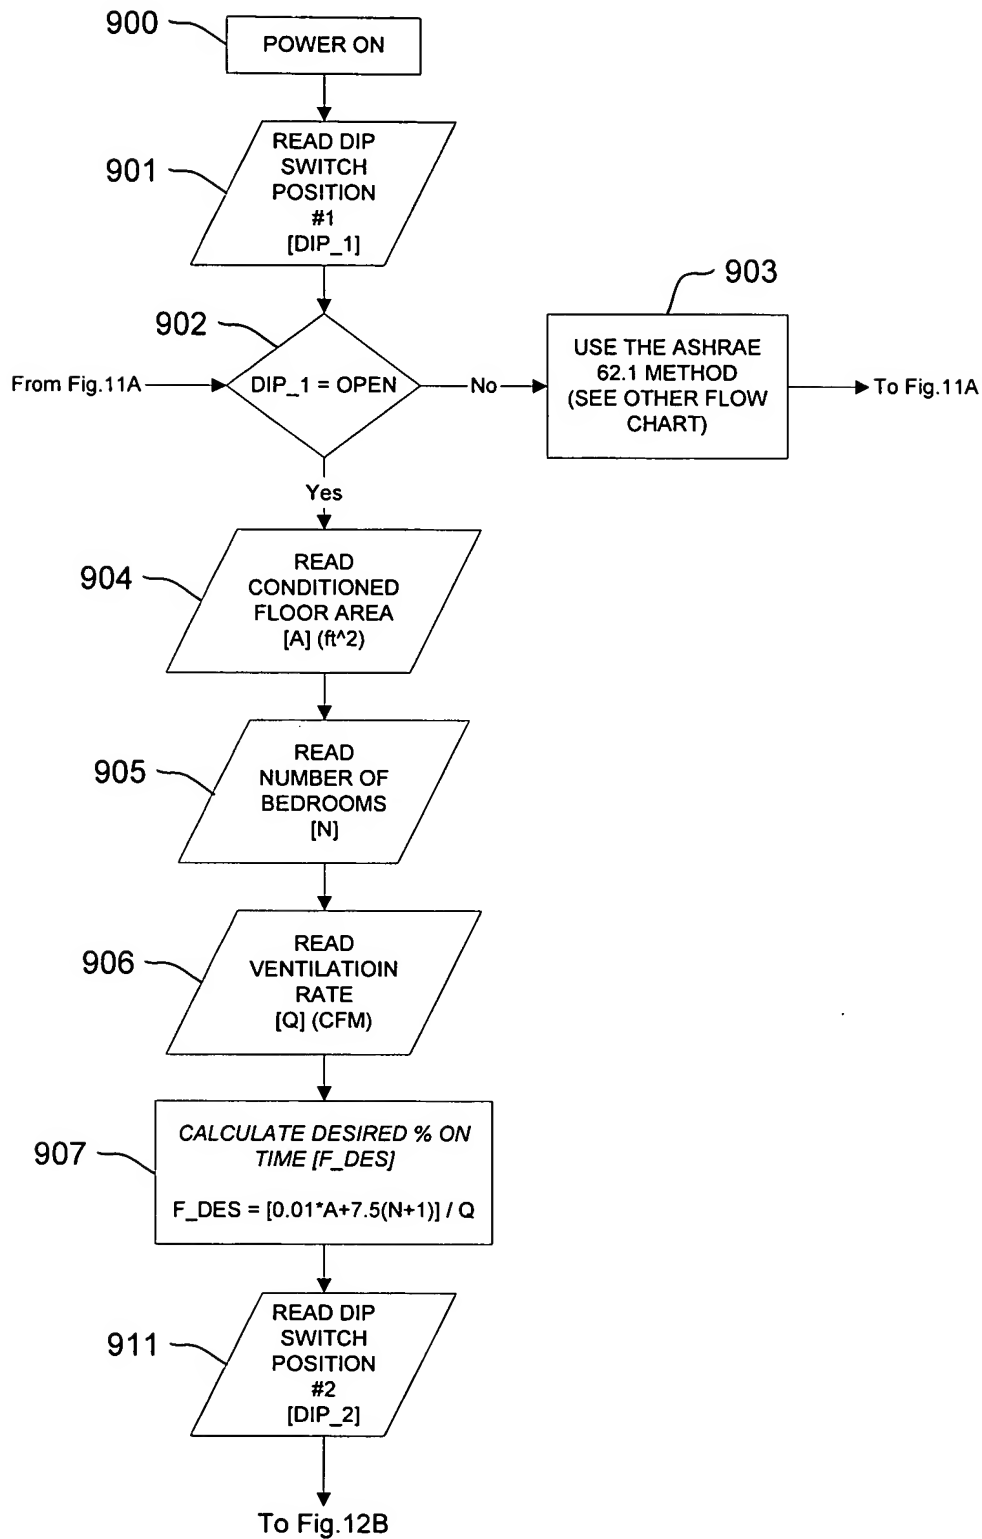 900
POWER ON
901
READ DIP
SWITCH
POSITION
#1
[DIP_1]
902
903
From Fig.11A
DIP_1 = OPEN
No
USE THE ASHRAE
62.1 METHOD
(SEE OTHER FLOW
CHART)
To Fig.11A
Yes
904
READ
CONDITIONED
FLOOR AREA
[A] (ft^2)
905
READ
NUMBER OF
BEDROOMS
[N]
906
READ
VENTILATIOIN
RATE
[Q] (CFM)
907
CALCULATE DESIRED % ON
TIME [F_DES]
F_DES = [0.01*A+7.5(N+1)] / Q
911
READ DIP
SWITCH
POSITION
#2
[DIP_2]
To Fig.12B